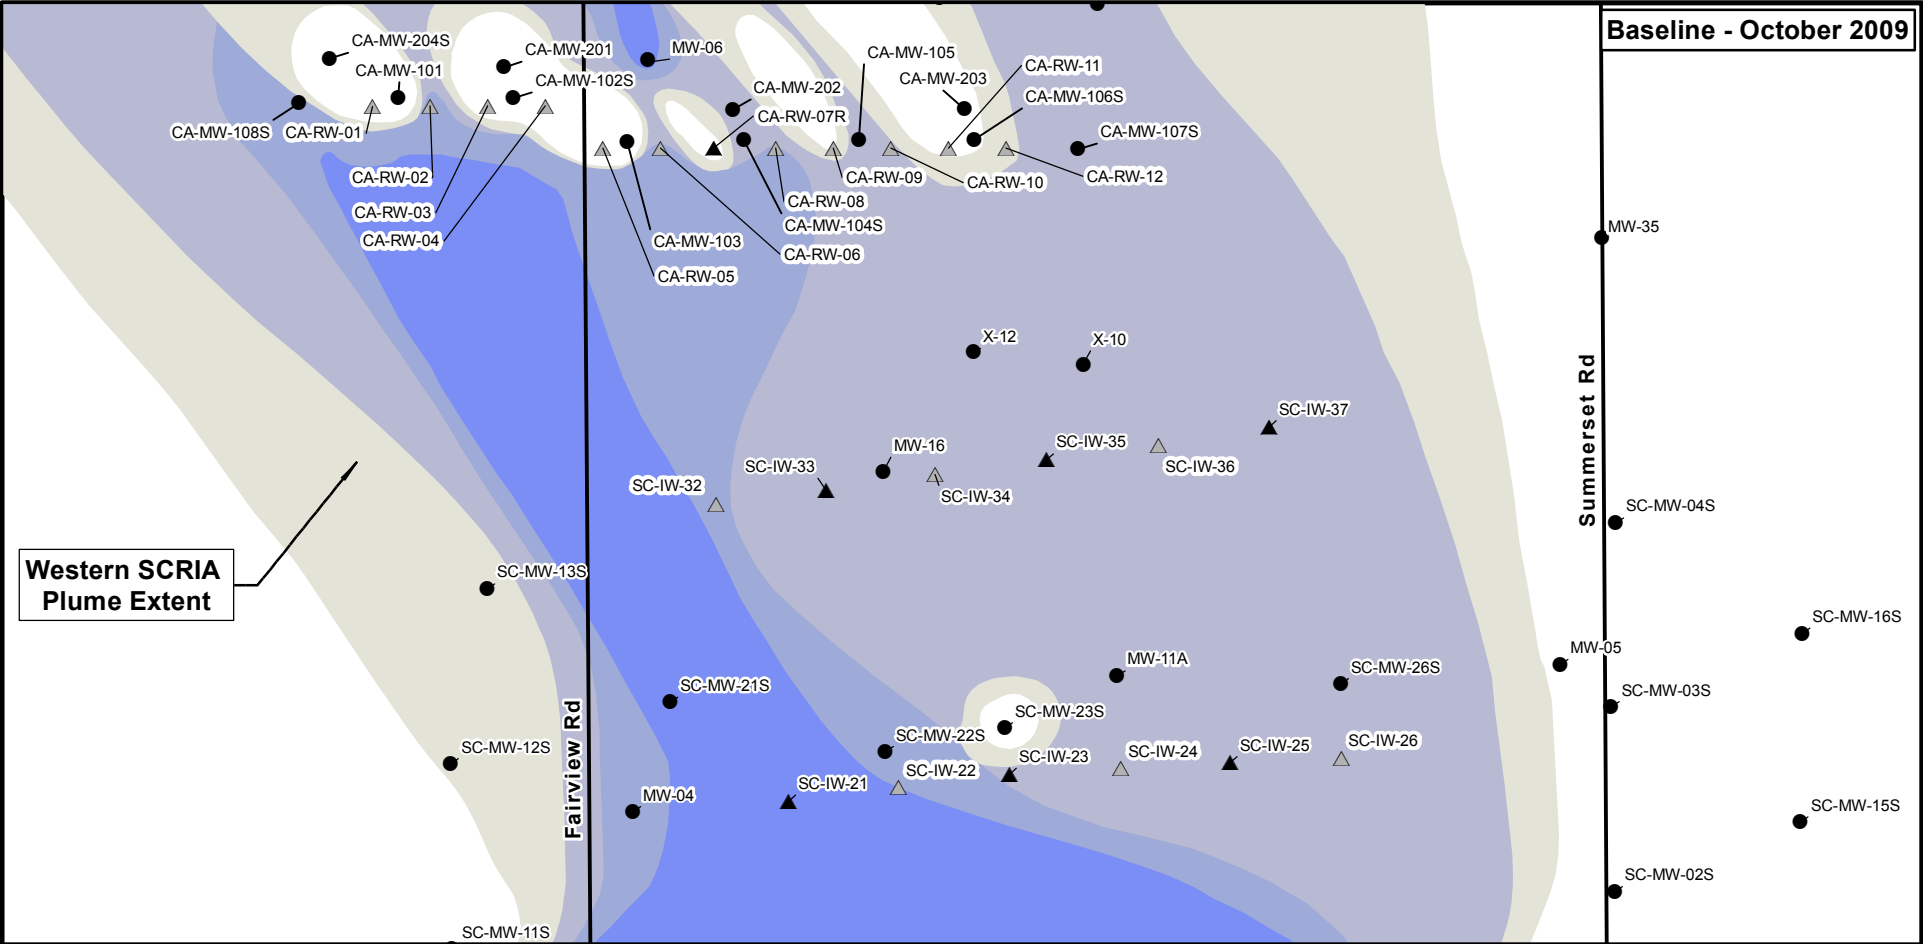 Baseline - October 2009
CA-MW-204S
CA-MW-201
MW-06
CA-MW-105
CA-MW-101
CA-MW-102S
CA-MW-203
CA-RW-11
CA-MW-202
CA-MW-106S
CA-RW-07R
CA-MW-108S
CA-RW-01
CA-MW-107S
CA-RW-02
CA-RW-09
CA-RW-10
CA-RW-12
CA-RW-08
CA-RW-03
CA-MW-104S
CA-RW-04
CA-MW-103
CA-RW-06
CA-RW-05
MW-35
X-12
X-10
Summerset Rd
SC-IW-37
MW-16
SC-IW-35
SC-IW-33
SC-IW-36
SC-IW-32
SC-IW-34
SC-MW-04S
Western SCRIA
Plume Extent
SC-MW-13S
SC-MW-16S
MW-05
MW-11A
SC-MW-26S
SC-MW-21S
SC-MW-03S
SC-MW-23S
Fairview Rd
SC-MW-22S
SC-MW-12S
SC-IW-23
SC-IW-24
SC-IW-25
SC-IW-26
SC-IW-22
SC-IW-21
MW-04
SC-MW-15S
SC-MW-02S
SC-MW-11S